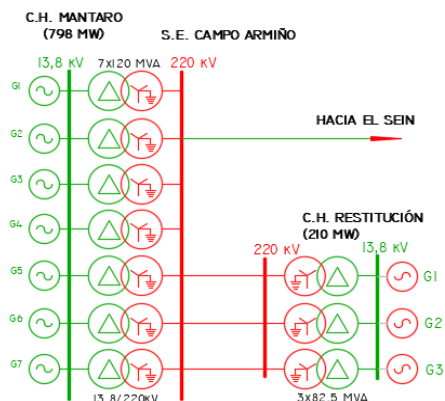 C.H. MANTARO
(798 MW)
S.E. CAMPO ARMIÑO
13,8 KV
7x120 MVA
220 KV
G1
G2
HACIA EL SEIN
G3
C.H. RESTITUCIÓN
(210 MW)
G4
220 KV
13,8 KV
G5
G1
G6
G2
G7
G3
13,8/220KV
3x82.5 MVA